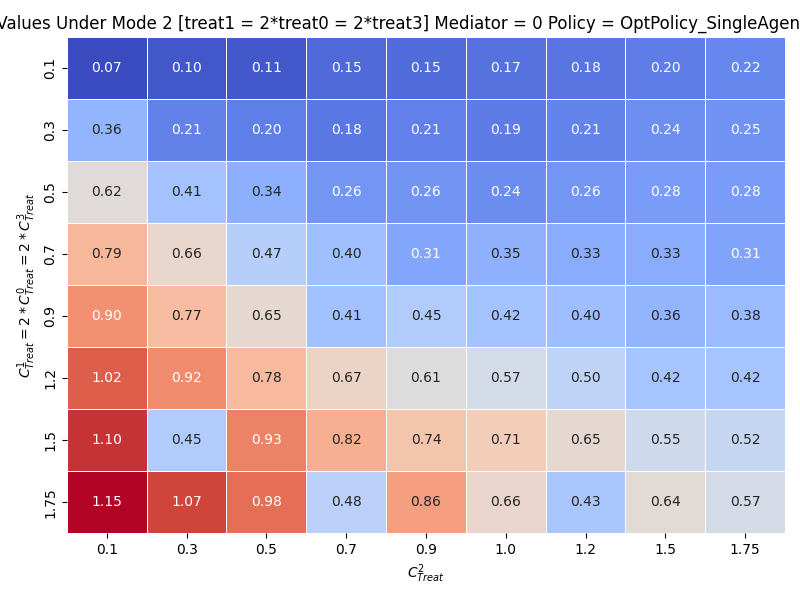 Values Under Mode 2 [treat1 = 2*treat0 = 2*treat3] Mediator = 0 Policy = OptPolicy_SingleAgen
0.1 0.07 0.10 0.11 0.15 0.15 0.17 0.18 0.20 0.22
0.3 0.36 0.21 0.20 0.18 0.21 0.19 0.21 0.24 0.25
0.5 0.62 0.41 0.34 0.26 0.26 0.24 0.26 0.28 0.28
0.7 0.79 0.66 0.47 0.40 0.31 0.35 0.33 0.33 0.31
0.9 0.90 0.77 0.65 0.41 0.45 0.42 0.40 0.36 0.38
1.2 1.02 0.92 0.78 0.67 0.61 0.57 0.50 0.42 0.42
1.5 1.10 0.45 0.93 0.82 0.74 0.71 0.65 0.55 0.52
1.75 1.15 1.07 0.98 0.48 0.86 0.66 0.43 0.64 0.57
0.1 0.3 0.5 0.7 0.9 1.0 1.2 1.5 1.75
C^2_{Treat}
C^1_{Treat} = 2 * C^0_{Treat} = 2 * C^3_{Treat}